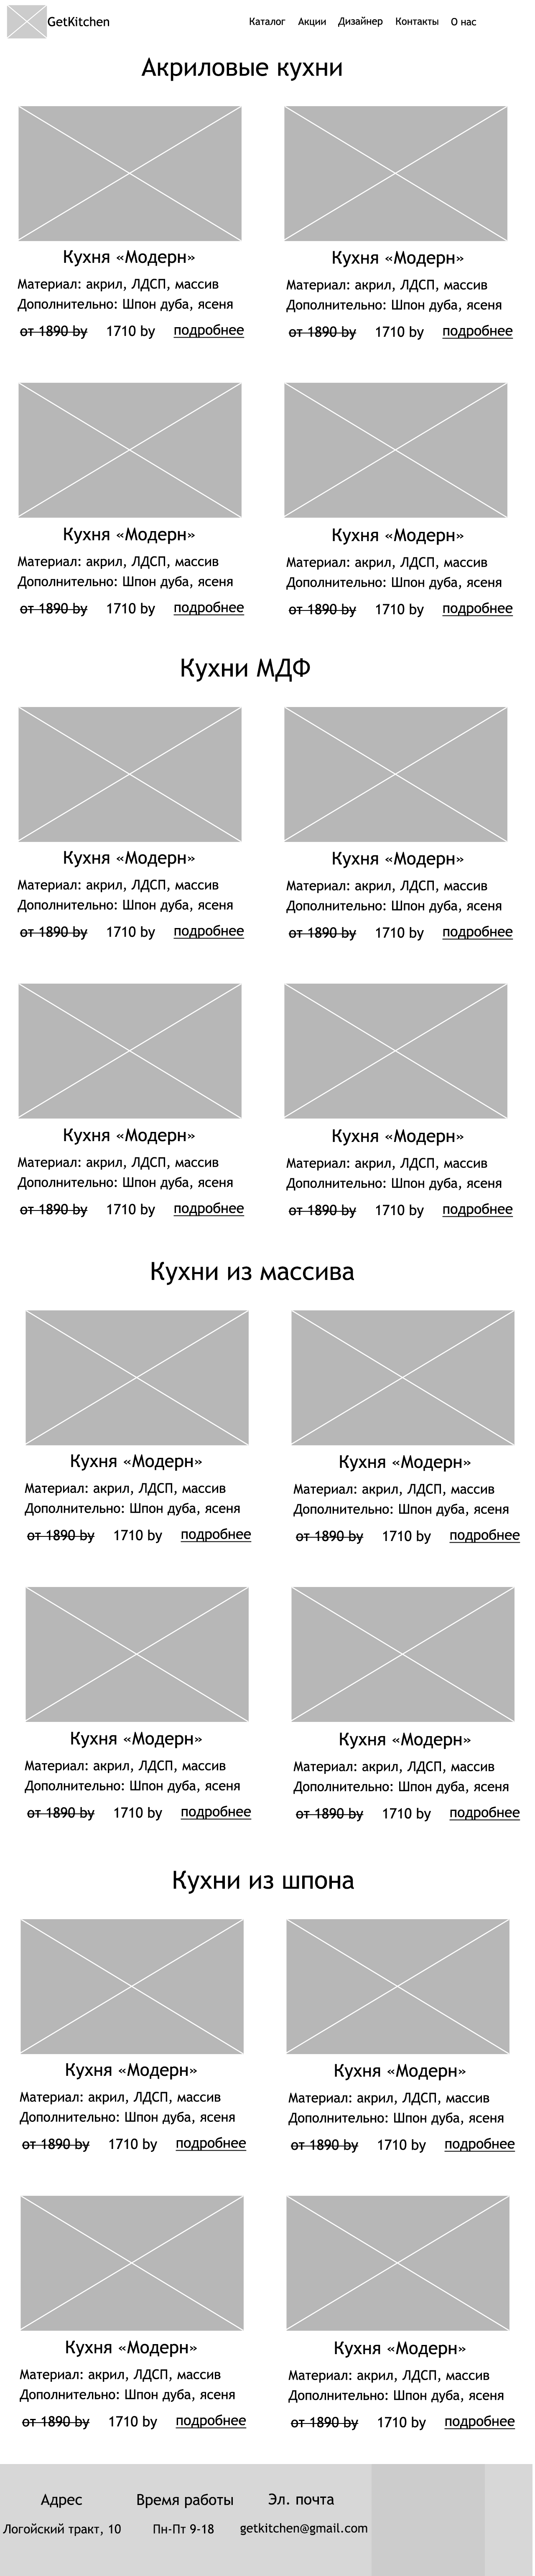 GetKitchen Каталог Акции Дизайнер Контакты О нас
Акриловые кухни
Кухня «Модерн» Кухня «Модерн»
Материал: акрил, ЛДСП, массив Материал: акрил, ЛДСП, массив
Дополнительно: Шпон дуба, ясеня Дополнительно: Шпон дуба, ясеня
от 1890 by 1710 by подробнее от 1890 by 1710 by подробнее
Кухня «Модерн» Кухня «Модерн»
Материал: акрил, ЛДСП, массив Материал: акрил, ЛДСП, массив
Дополнительно: Шпон дуба, ясеня Дополнительно: Шпон дуба, ясеня
от 1890 by 1710 by подробнее от 1890 by 1710 by подробнее
Кухни МДФ
Кухня «Модерн» Кухня «Модерн»
Материал: акрил, ЛДСП, массив Материал: акрил, ЛДСП, массив
Дополнительно: Шпон дуба, ясеня Дополнительно: Шпон дуба, ясеня
от 1890 by 1710 by подробнее от 1890 by 1710 by подробнее
Кухня «Модерн» Кухня «Модерн»
Материал: акрил, ЛДСП, массив Материал: акрил, ЛДСП, массив
Дополнительно: Шпон дуба, ясеня Дополнительно: Шпон дуба, ясеня
от 1890 by 1710 by подробнее от 1890 by 1710 by подробнее
Кухни из массива
Кухня «Модерн» Кухня «Модерн»
Материал: акрил, ЛДСП, массив Материал: акрил, ЛДСП, массив
Дополнительно: Шпон дуба, ясеня Дополнительно: Шпон дуба, ясеня
от 1890 by 1710 by подробнее от 1890 by 1710 by подробнее
Кухня «Модерн» Кухня «Модерн»
Материал: акрил, ЛДСП, массив Материал: акрил, ЛДСП, массив
Дополнительно: Шпон дуба, ясеня Дополнительно: Шпон дуба, ясеня
от 1890 by 1710 by подробнее от 1890 by 1710 by подробнее
Кухни из шпона
Кухня «Модерн» Кухня «Модерн»
Материал: акрил, ЛДСП, массив Материал: акрил, ЛДСП, массив
Дополнительно: Шпон дуба, ясеня Дополнительно: Шпон дуба, ясеня
от 1890 by 1710 by подробнее от 1890 by 1710 by подробнее
Кухня «Модерн» Кухня «Модерн»
Материал: акрил, ЛДСП, массив Материал: акрил, ЛДСП, массив
Дополнительно: Шпон дуба, ясеня Дополнительно: Шпон дуба, ясеня
от 1890 by 1710 by подробнее от 1890 by 1710 by подробнее
Адрес Время работы Эл. почта
Логойский тракт, 10 Пн-Пт 9-18 getkitchen@gmail.com